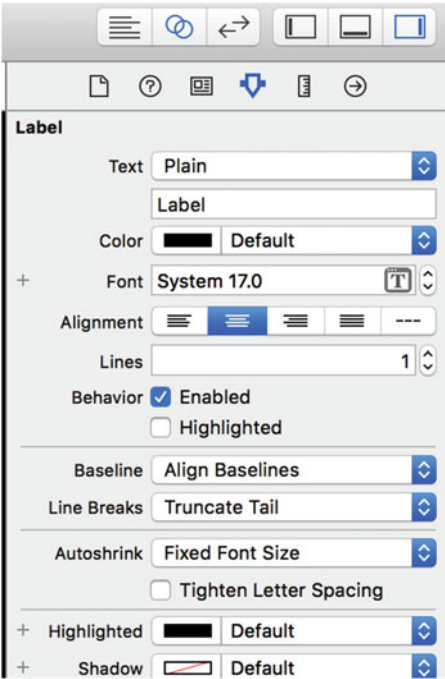 Label
Text Plain
Label
Color Default
+ Font System 17.0 T
Alignment ---
Lines 1
Behavior Enabled
Highlighted
Baseline Align Baselines
Line Breaks Truncate Tail
Autoshrink Fixed Font Size
Tighten Letter Spacing
+ Highlighted Default
+ Shadow Default